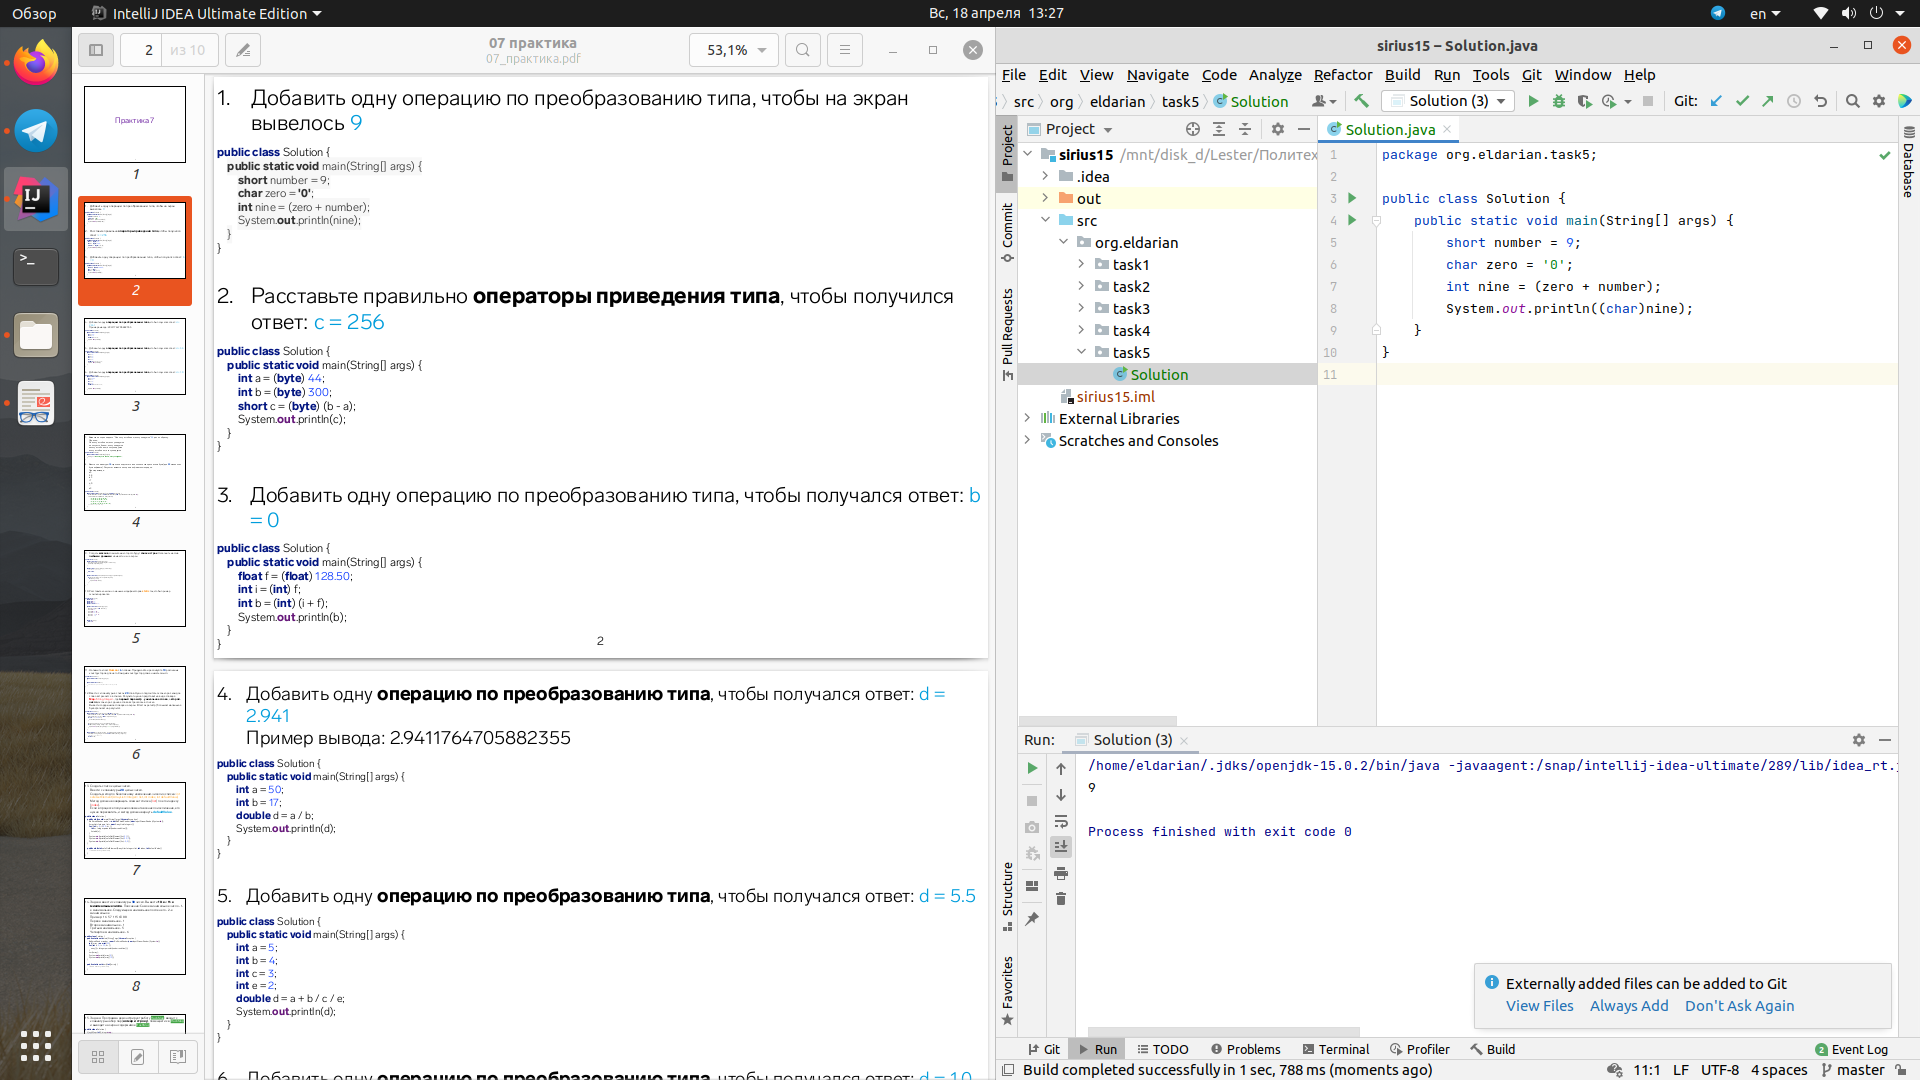 Обзор
IntelliJ IDEA Ultimate Edition
Вс, 18 апреля 13:27
en
2
из 10
07 практика
07_практика.pdf
53,1%
Практика 7
1
2
3
4
5
6
7
8
1. Добавить одну операцию по преобразованию типа, чтобы на экран
вывелось 9
public class Solution {
public static void main(String[] args) {
short number = 9;
char zero = '0';
int nine = (zero + number);
System.out.println(nine);
}
}
2. Расставьте правильно операторы приведения типа, чтобы получился
ответ: c = 256
public class Solution {
public static void main(String[] args) {
int a = (byte) 44;
int b = (byte) 300;
short c = (byte) (b - a);
System.out.println(c);
}
}
3. Добавить одну операцию по преобразованию типа, чтобы получался ответ: b
= 0
public class Solution {
public static void main(String[] args) {
float f = (float) 128.50;
int i = (int) f;
int b = (int) (i + f);
System.out.println(b);
}
}
2
4. Добавить одну операцию по преобразованию типа, чтобы получался ответ: d =
2.941
Пример вывода: 2.9411764705882355
public class Solution {
public static void main(String[] args) {
int a = 50;
int b = 17;
double d = a / b;
System.out.println(d);
}
}
5. Добавить одну операцию по преобразованию типа, чтобы получался ответ: d = 5.5
public class Solution {
public static void main(String[] args) {
int a = 5;
int b = 4;
int c = 3;
int e = 2;
double d = a + b / c / e;
System.out.println(d);
}
}
6. Добавить одну операцию по преобразованию типа, чтобы получался ответ: d = 1.0
sirius15 – Solution.java
File Edit View Navigate Code Analyze Refactor Build Run Tools Git Window Help
src org eldarian task5 Solution
Solution (3)
Git:
Project
Commit
Pull Requests
Structure
Favorites
Database
Project
sirius15 /mnt/disk_d/Lester/Политех
.idea
out
src
org.eldarian
task1
task2
task3
task4
task5
Solution
sirius15.iml
External Libraries
Scratches and Consoles
Solution.java
1 package org.eldarian.task5;
2
3 public class Solution {
4 public static void main(String[] args) {
5 short number = 9;
6 char zero = '0';
7 int nine = (zero + number);
8 System.out.println((char)nine);
9 }
10 }
11
Run: Solution (3)
/home/eldarian/.jdks/openjdk-15.0.2/bin/java -javaagent:/snap/intellij-idea-ultimate/289/lib/idea_rt.j
9
Process finished with exit code 0
Externally added files can be added to Git
View Files Always Add Don't Ask Again
Git Run TODO Problems Terminal Profiler Build
2 Event Log
Build completed successfully in 1 sec, 788 ms (moments ago)
11:1 LF UTF-8 4 spaces master